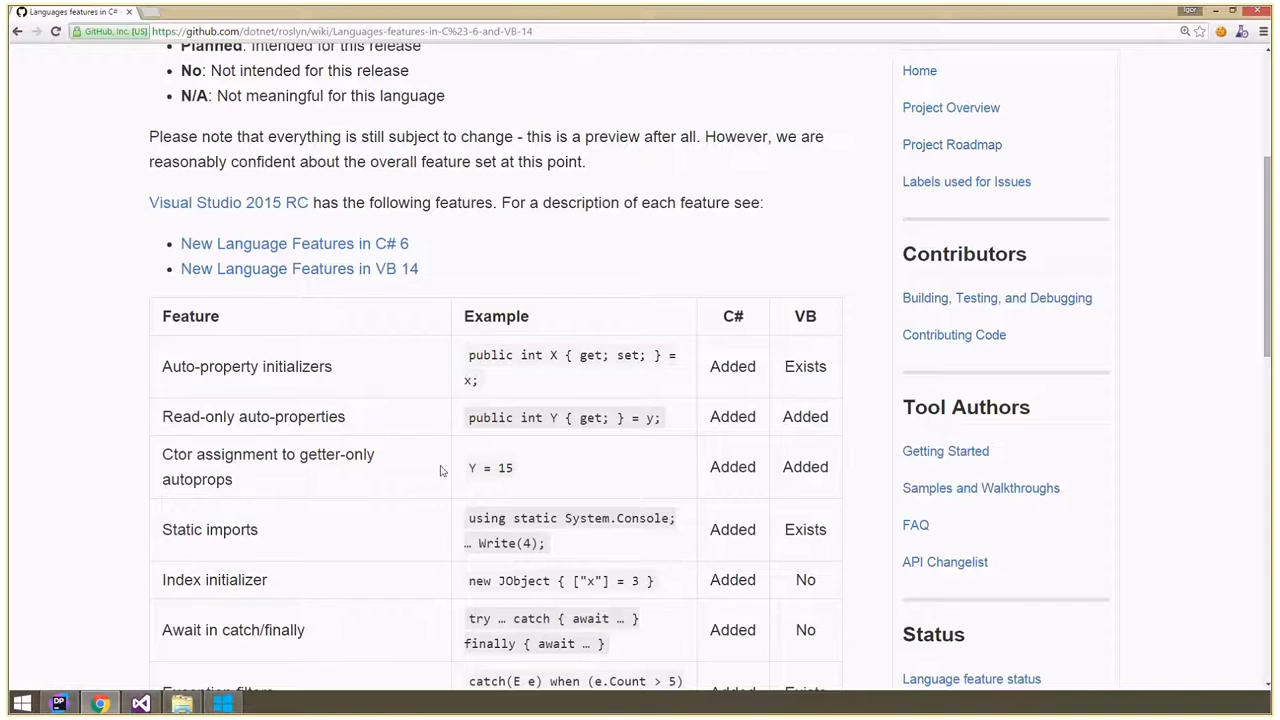 Languages features in C#
Igor
GitHub, Inc. [US]
https://github.com/dotnet/roslyn/wiki/Languages-features-in-C%23-6-and-VB-14
Planned: Intended for this release
No: Not intended for this release
N/A: Not meaningful for this language
Please note that everything is still subject to change - this is a preview after all. However, we are
reasonably confident about the overall feature set at this point.
Visual Studio 2015 RC has the following features. For a description of each feature see:
New Language Features in C# 6
New Language Features in VB 14
Feature Example C# VB
Auto-property initializers public int X { get; set; } = x; Added Exists
Read-only auto-properties public int Y { get; } = y; Added Added
Ctor assignment to getter-only
autoprops
Y = 15 Added Added
Static imports
using static System.Console;
… Write(4);
Added Exists
Index initializer new JObject { ["x"] = 3 } Added No
Await in catch/finally
try … catch { await … }
finally { await … }
Added No
Exception filters catch(E e) when (e.Count > 5) Added Exists
Home
Project Overview
Project Roadmap
Labels used for Issues
Contributors
Building, Testing, and Debugging
Contributing Code
Tool Authors
Getting Started
Samples and Walkthroughs
FAQ
API Changelist
Status
Language feature status
DP